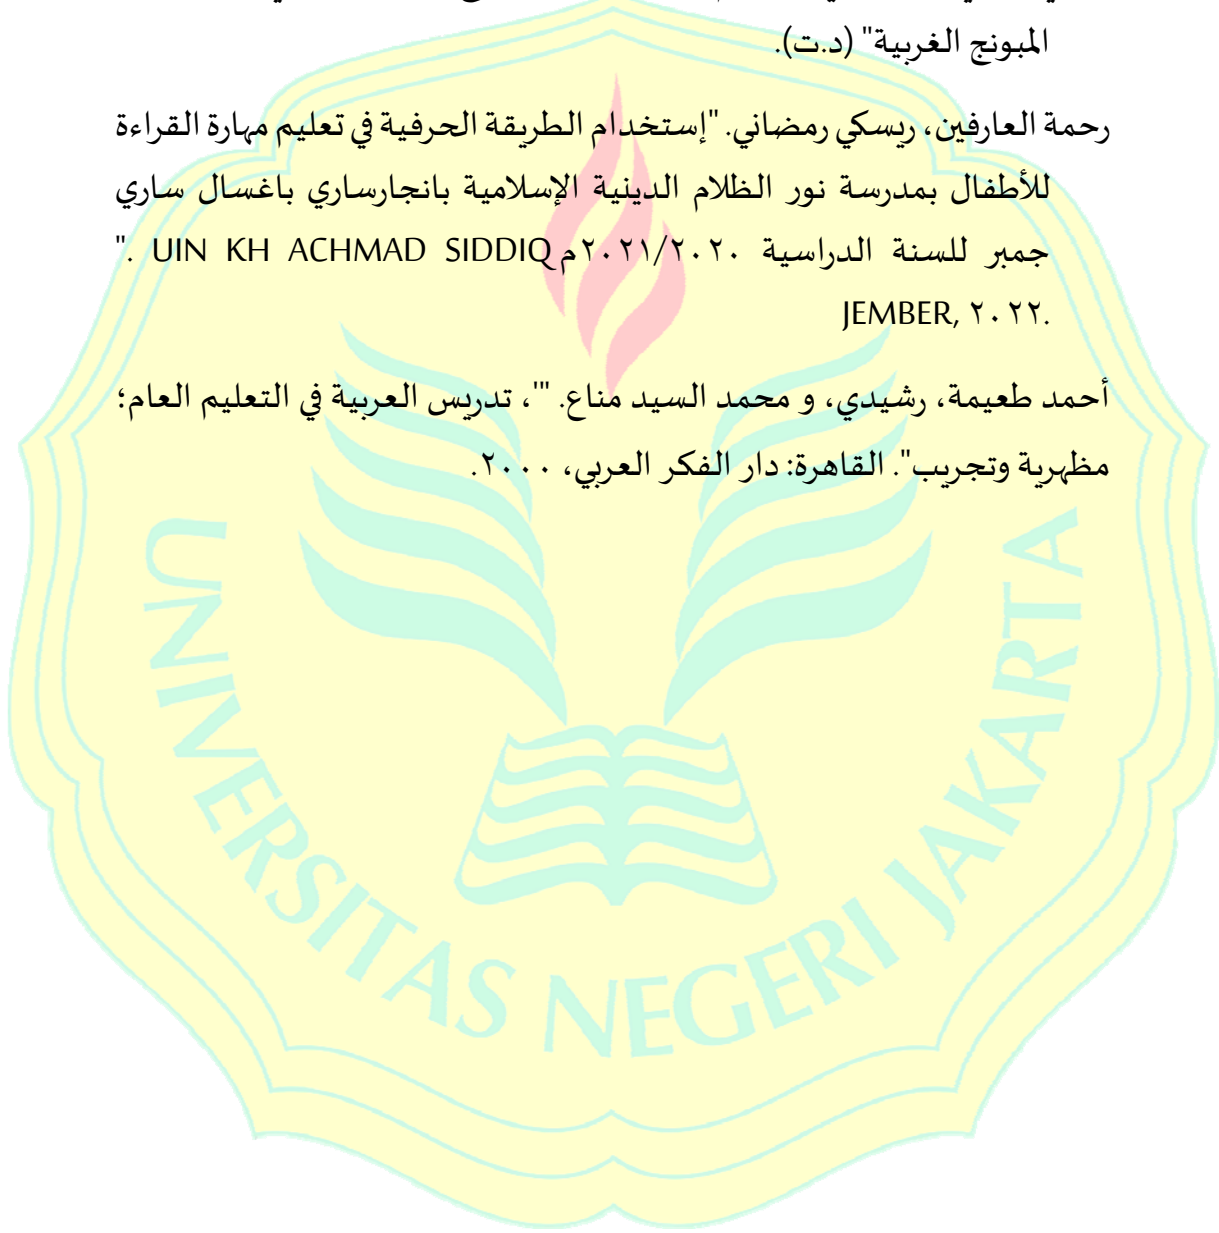 المبونج الغربية" (د.ت).
رحمة العارفين، ريسكي رمضاني. "إستخدام الطريقة الحرفية في تعليم مهارة القراءة
للأطفال بمدرسة نور الظلام الدينية الإسلامية بانجارساري باغسال ساري
جمبر للسنة الدراسية ٢٠٢١/٢٠٢٠م UIN KH ACHMAD SIDDIQ ."
JEMBER, ٢٠٢٢.
أحمد طعيمة، رشيدي، و محمد السيد مناع. "'، تدريس العربية في التعليم العام؛
مظهرية وتجريب". القاهرة: دار الفكر العربي، ٢٠٠٠.
UNIVERSITAS NEGERI JAKARTA